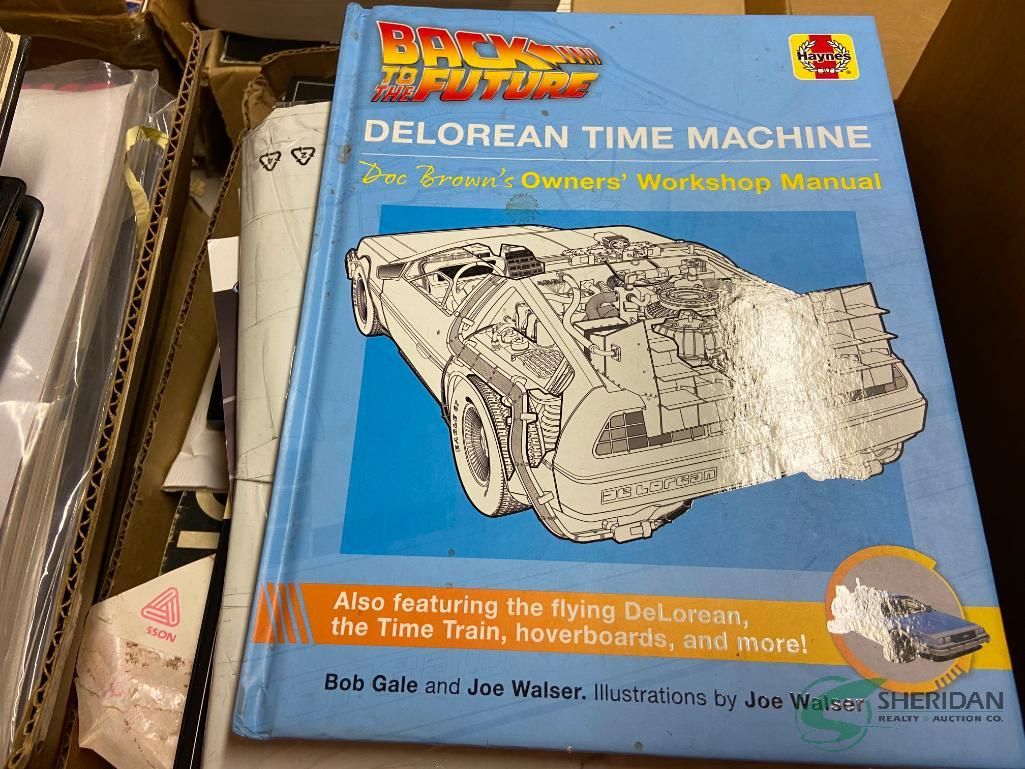 BACK
TO THE FUTURE
Haynes
DELOREAN TIME MACHINE
Doc Brown's Owners' Workshop Manual
DeLorean
Also featuring the flying DeLorean,
the Time Train, hoverboards, and more!
Bob Gale and Joe Walser. Illustrations by Joe Walser
SHERIDAN
REALTY & AUCTION CO.